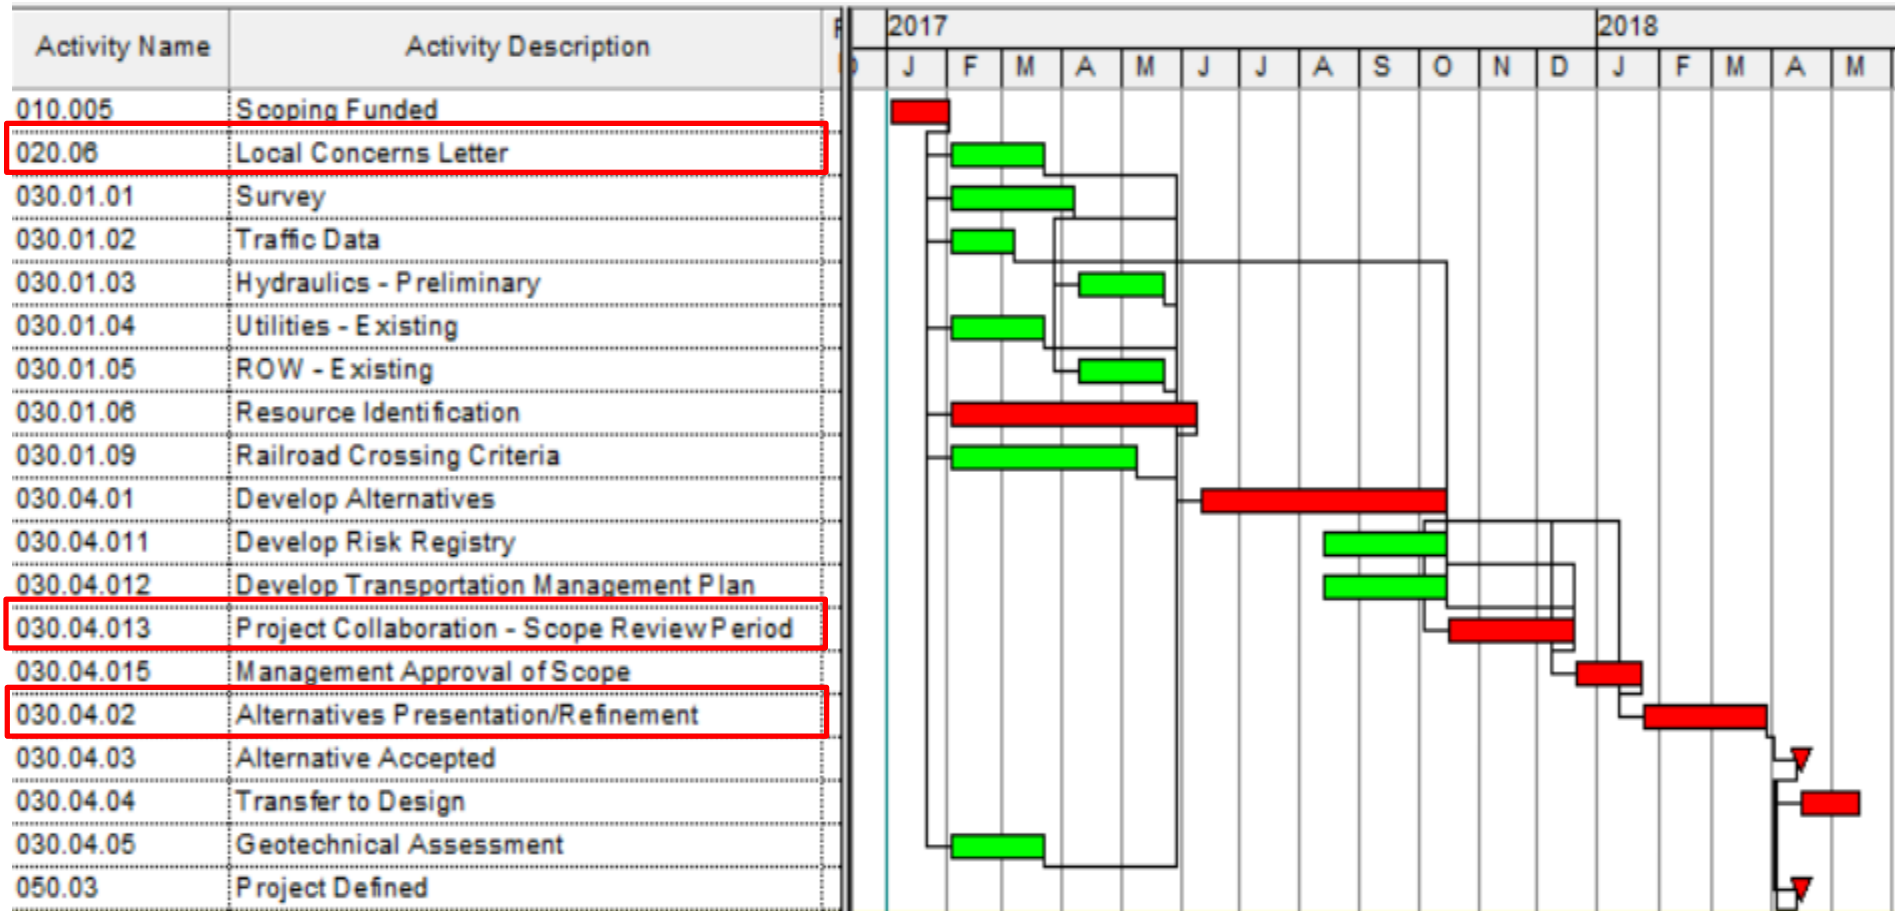 2017 2018
Activity Name Activity Description
J F M A M J J A S O N D J F M A M
010.005 Scoping Funded
020.06 Local Concerns Letter
030.01.01 Survey
030.01.02 Traffic Data
030.01.03 Hydraulics - Preliminary
030.01.04 Utilities - Existing
030.01.05 ROW - Existing
030.01.06 Resource Identification
030.01.09 Railroad Crossing Criteria
030.04.01 Develop Alternatives
030.04.011 Develop Risk Registry
030.04.012 Develop Transportation Management Plan
030.04.013 Project Collaboration - Scope Review Period
030.04.015 Management Approval of Scope
030.04.02 Alternatives Presentation/Refinement
030.04.03 Alternative Accepted
030.04.04 Transfer to Design
030.04.05 Geotechnical Assessment
050.03 Project Defined